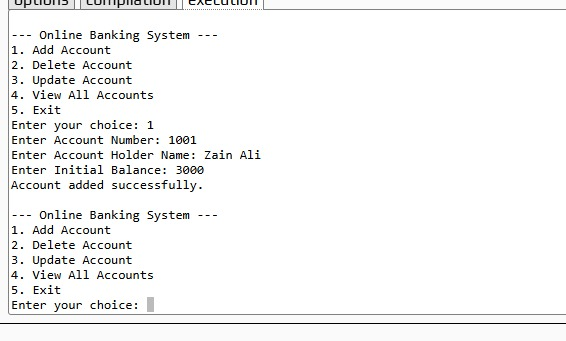 options compilation execution
--- Online Banking System ---
1. Add Account
2. Delete Account
3. Update Account
4. View All Accounts
5. Exit
Enter your choice: 1
Enter Account Number: 1001
Enter Account Holder Name: Zain Ali
Enter Initial Balance: 3000
Account added successfully.
--- Online Banking System ---
1. Add Account
2. Delete Account
3. Update Account
4. View All Accounts
5. Exit
Enter your choice: